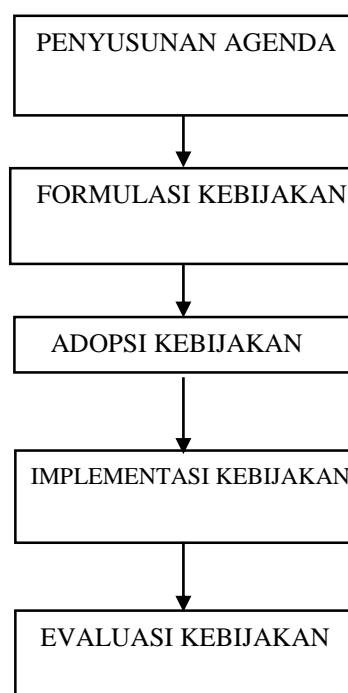 PENYUSUNAN AGENDA
FORMULASI KEBIJAKAN
ADOPSI KEBIJAKAN
IMPLEMENTASI KEBIJAKAN
EVALUASI KEBIJAKAN